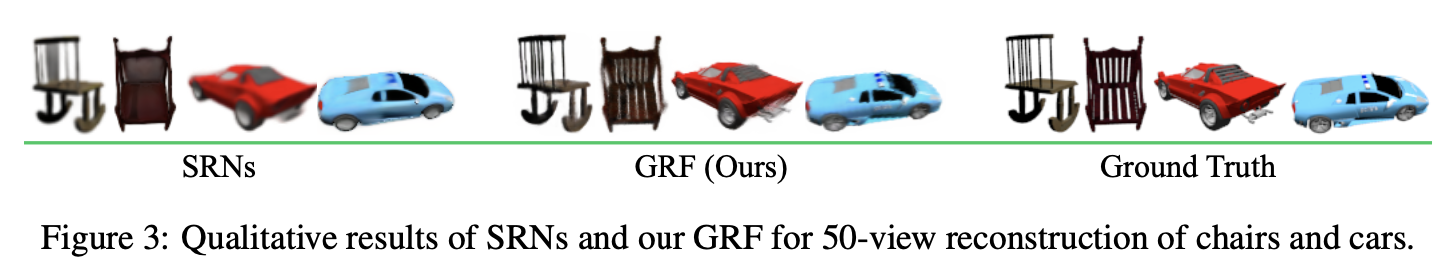 SRNs
GRF (Ours)
Ground Truth
Figure 3: Qualitative results of SRNs and our GRF for 50-view reconstruction of chairs and cars.